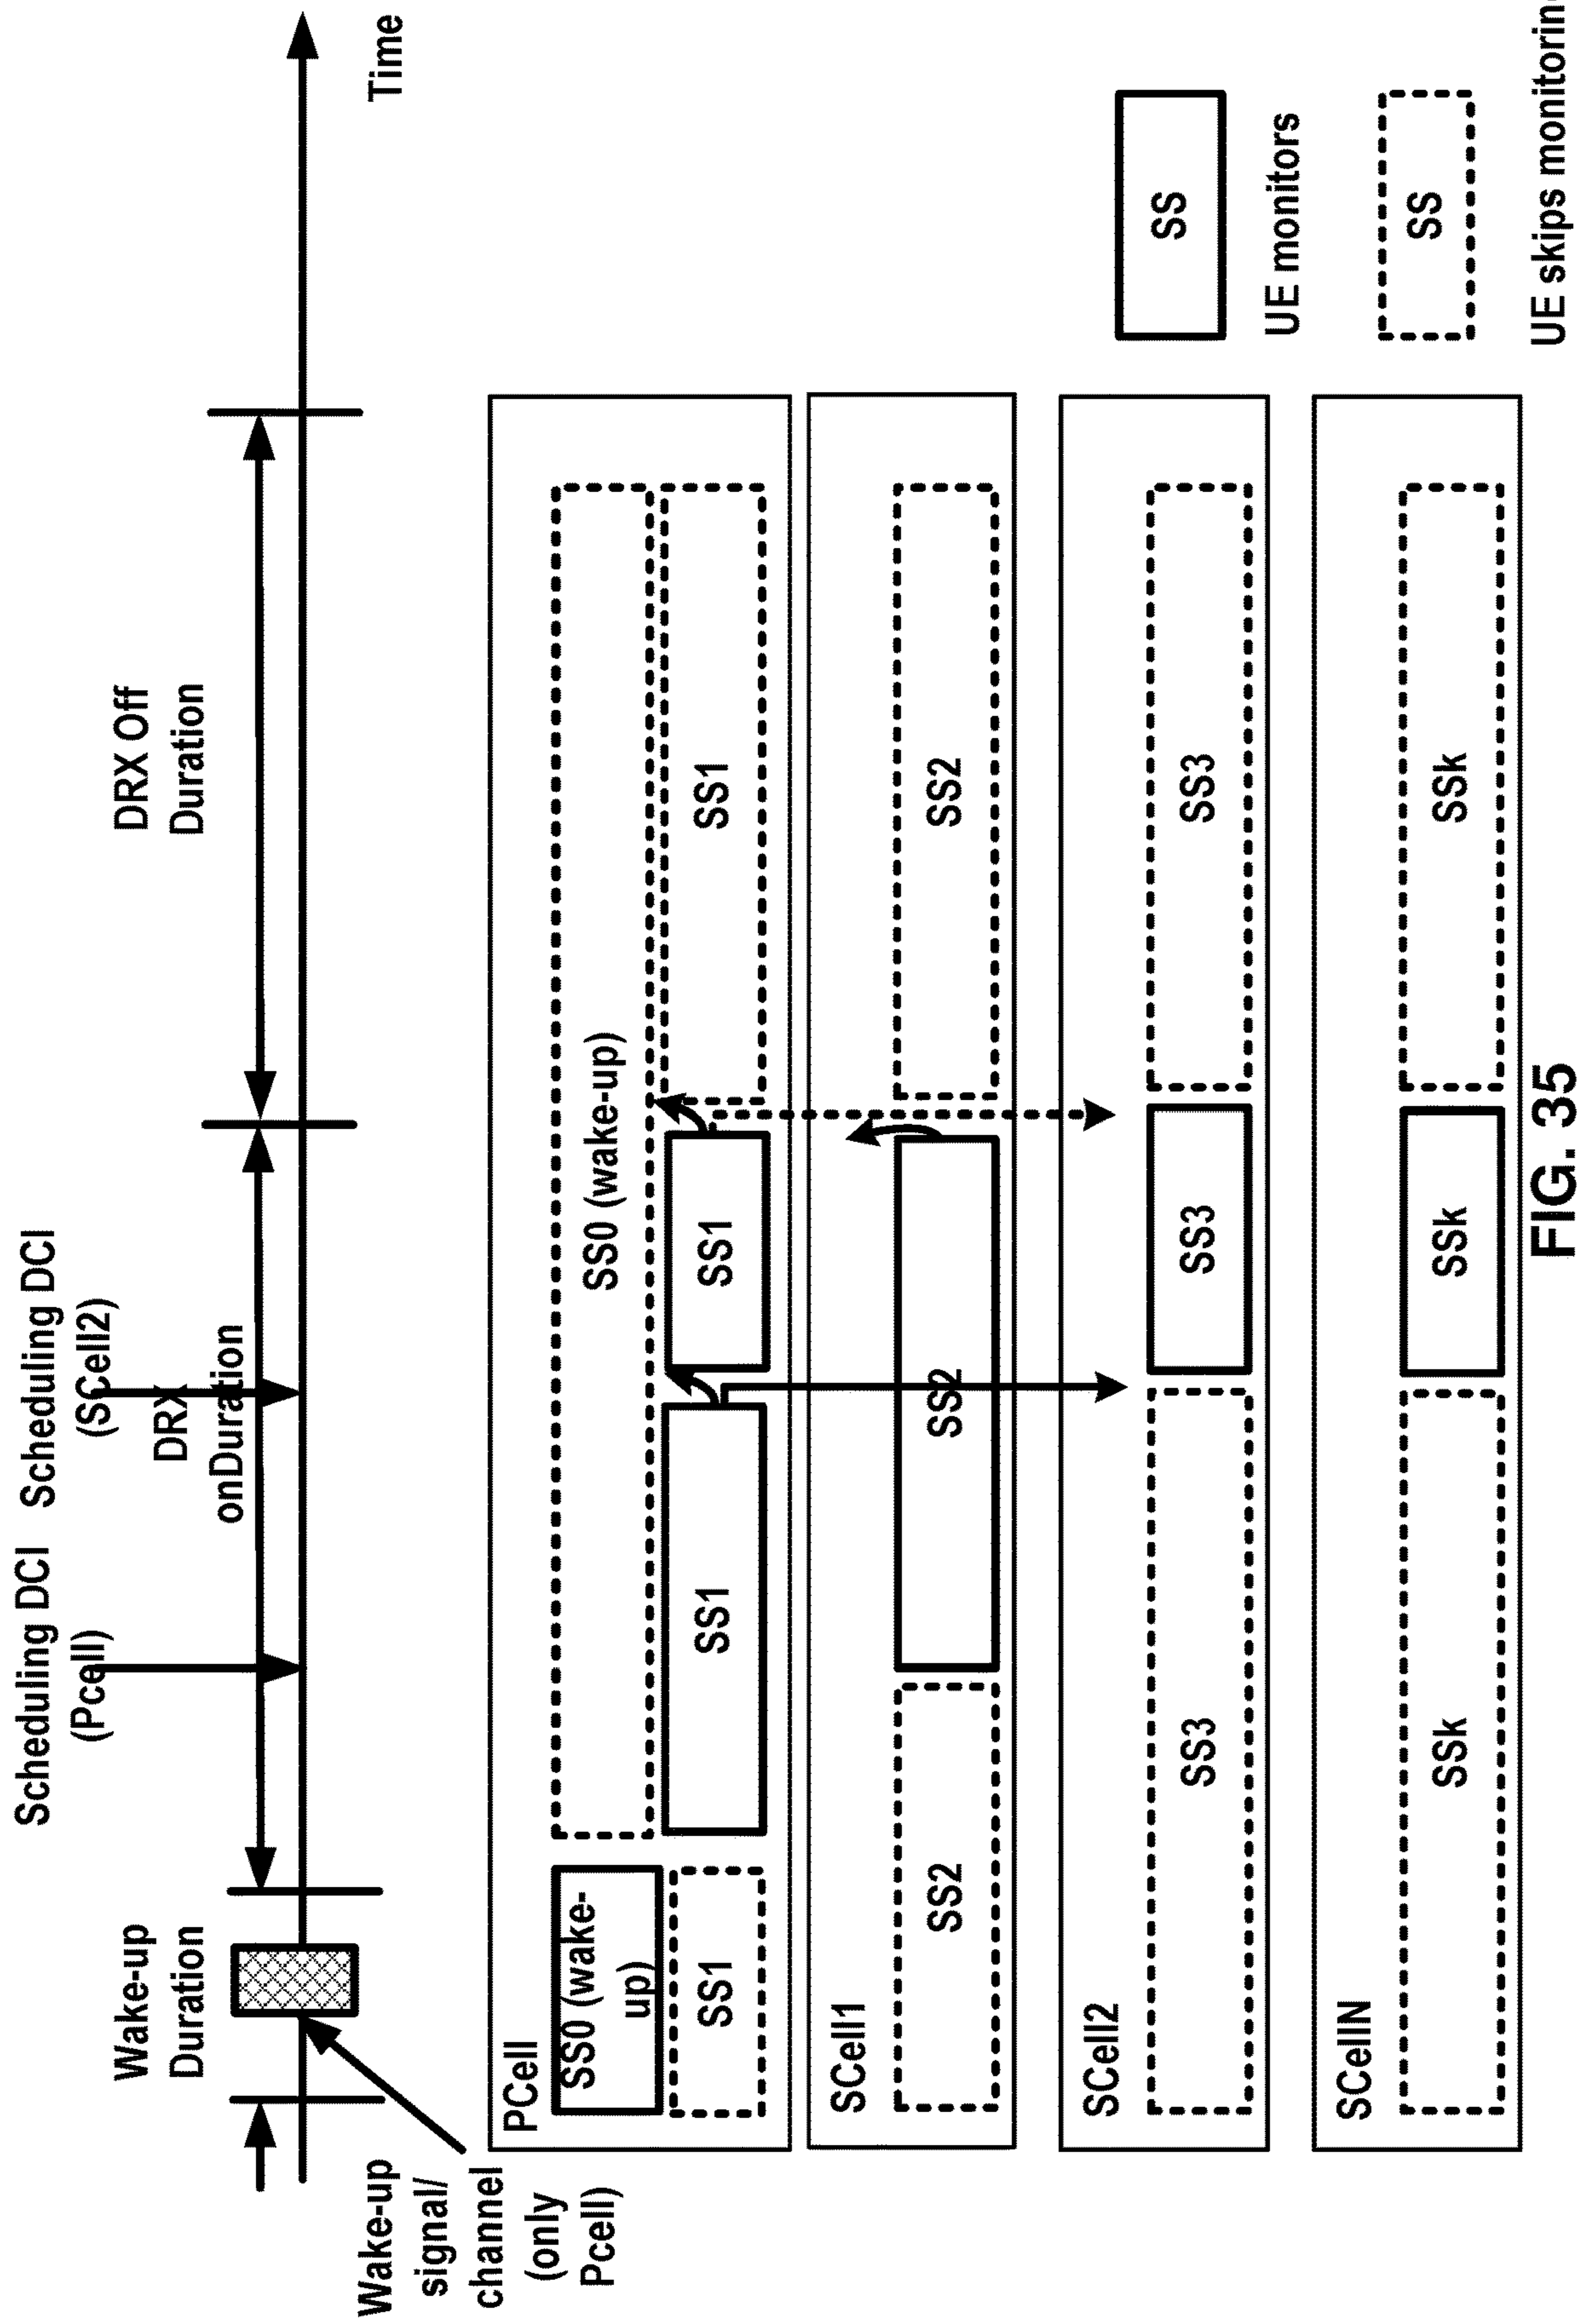 Scheduling DCI
(Pcell)
Scheduling DCI
(SCell2)
Wake-up
Duration
DRX
onDuration
DRX Off
Duration
Time
Wake-up
signal/
channel
(only
Pcell)
PCell
SS0 (wake-
up)
SS0 (wake-up)
SS1
SS1
SS1
SS1
SCell1
SS2
SS2
SS2
SCell2
SS3
SS3
SS3
SCellN
SSk
SSk
SSk
SS
UE monitors
SS
UE skips monitorin
FIG. 35